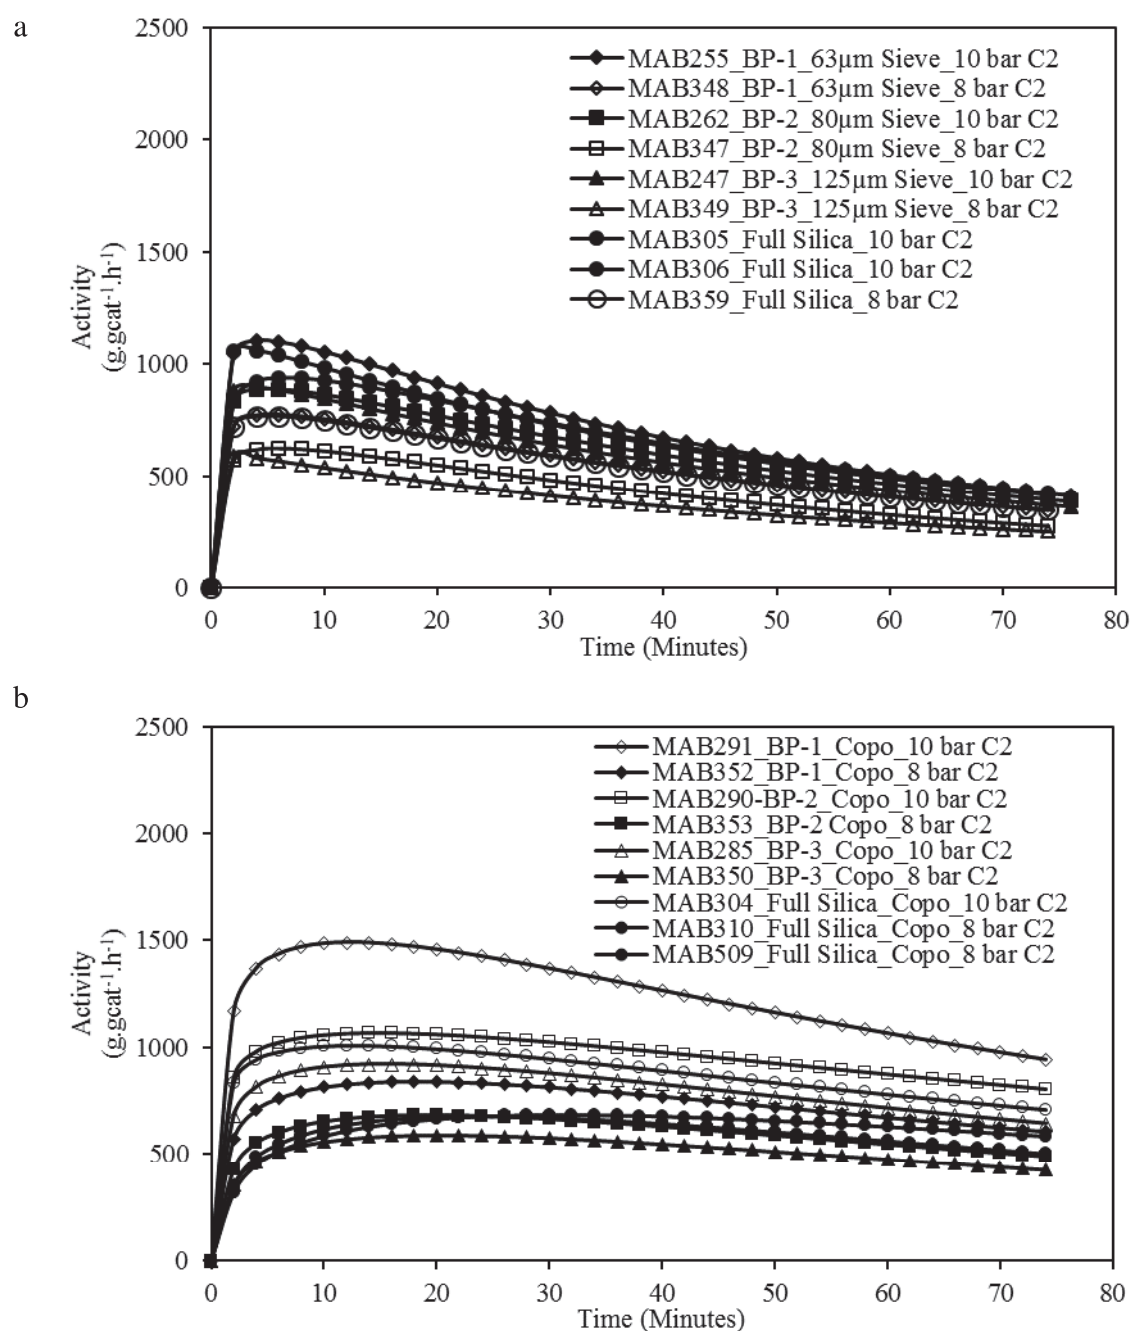 a
2500
2000
1500
1000
500
0
Activity
(g.gcat⁻¹.h⁻¹)
MAB255_BP-1_63µm Sieve_10 bar C2
MAB348_BP-1_63µm Sieve_8 bar C2
MAB262_BP-2_80µm Sieve_10 bar C2
MAB347_BP-2_80µm Sieve_8 bar C2
MAB247_BP-3_125µm Sieve_10 bar C2
MAB349_BP-3_125µm Sieve_8 bar C2
MAB305_Full Silica_10 bar C2
MAB306_Full Silica_10 bar C2
MAB359_Full Silica_8 bar C2
0 10 20 30 40 50 60 70 80
Time (Minutes)
b
2500
2000
1500
1000
500
0
Activity
(g.gcat⁻¹.h⁻¹)
MAB291_BP-1_Copo_10 bar C2
MAB352_BP-1_Copo_8 bar C2
MAB290-BP-2_Copo_10 bar C2
MAB353_BP-2 Copo_8 bar C2
MAB285_BP-3_Copo_10 bar C2
MAB350_BP-3_Copo_8 bar C2
MAB304_Full Silica_Copo_10 bar C2
MAB310_Full Silica_Copo_8 bar C2
MAB509_Full Silica_Copo_8 bar C2
0 10 20 30 40 50 60 70 80
Time (Minutes)